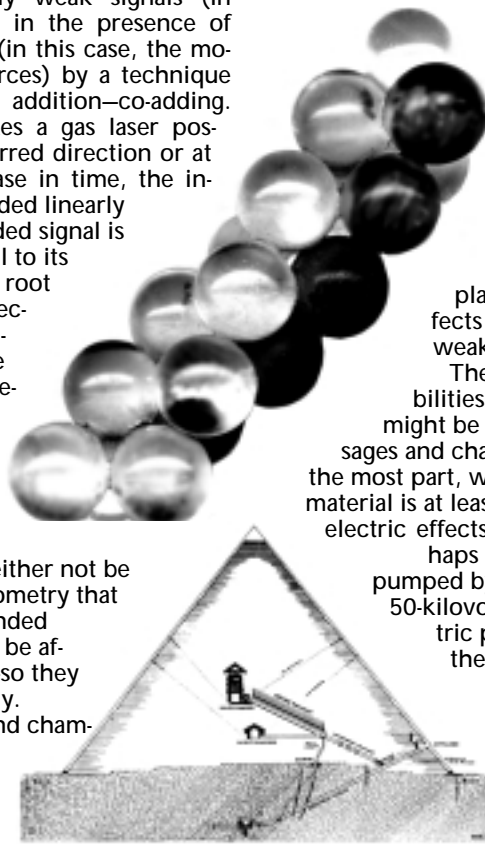 ly weak signals (in
in the presence of
(in this case, the mo-
rces) by a technique
addition—co-adding.
es a gas laser pos-
rred direction or at
ase in time, the in-
ded linearly
ded signal is
l to its
root
ec-
-
e
e-
either not be
ometry that
nded
be af-
so they
y.
nd cham-
pla
fects
weak
The
bilities
might be
sages and cha
the most part, w
material is at leas
electric effects
haps
pumped b
50-kilovo
tric p
the